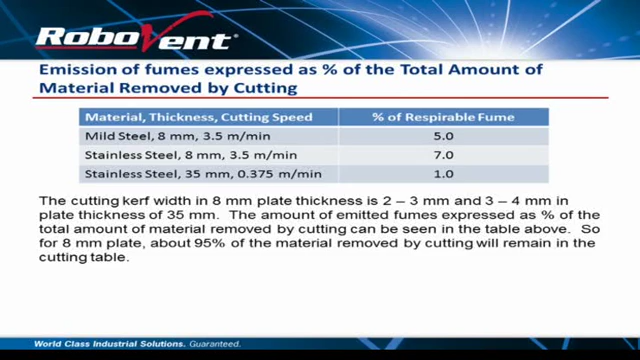 RoboVent
Emission of fumes expressed as % of the Total Amount of
Material Removed by Cutting
Material, Thickness, Cutting Speed % of Respirable Fume
Mild Steel, 8 mm, 3.5 m/min 5.0
Stainless Steel, 8 mm, 3.5 m/min 7.0
Stainless Steel, 35 mm, 0.375 m/min 1.0
The cutting kerf width in 8 mm plate thickness is 2 – 3 mm and 3 – 4 mm in
plate thickness of 35 mm. The amount of emitted fumes expressed as % of the
total amount of material removed by cutting can be seen in the table above. So
for 8 mm plate, about 95% of the material removed by cutting will remain in the
cutting table.
World Class Industrial Solutions. Guaranteed.